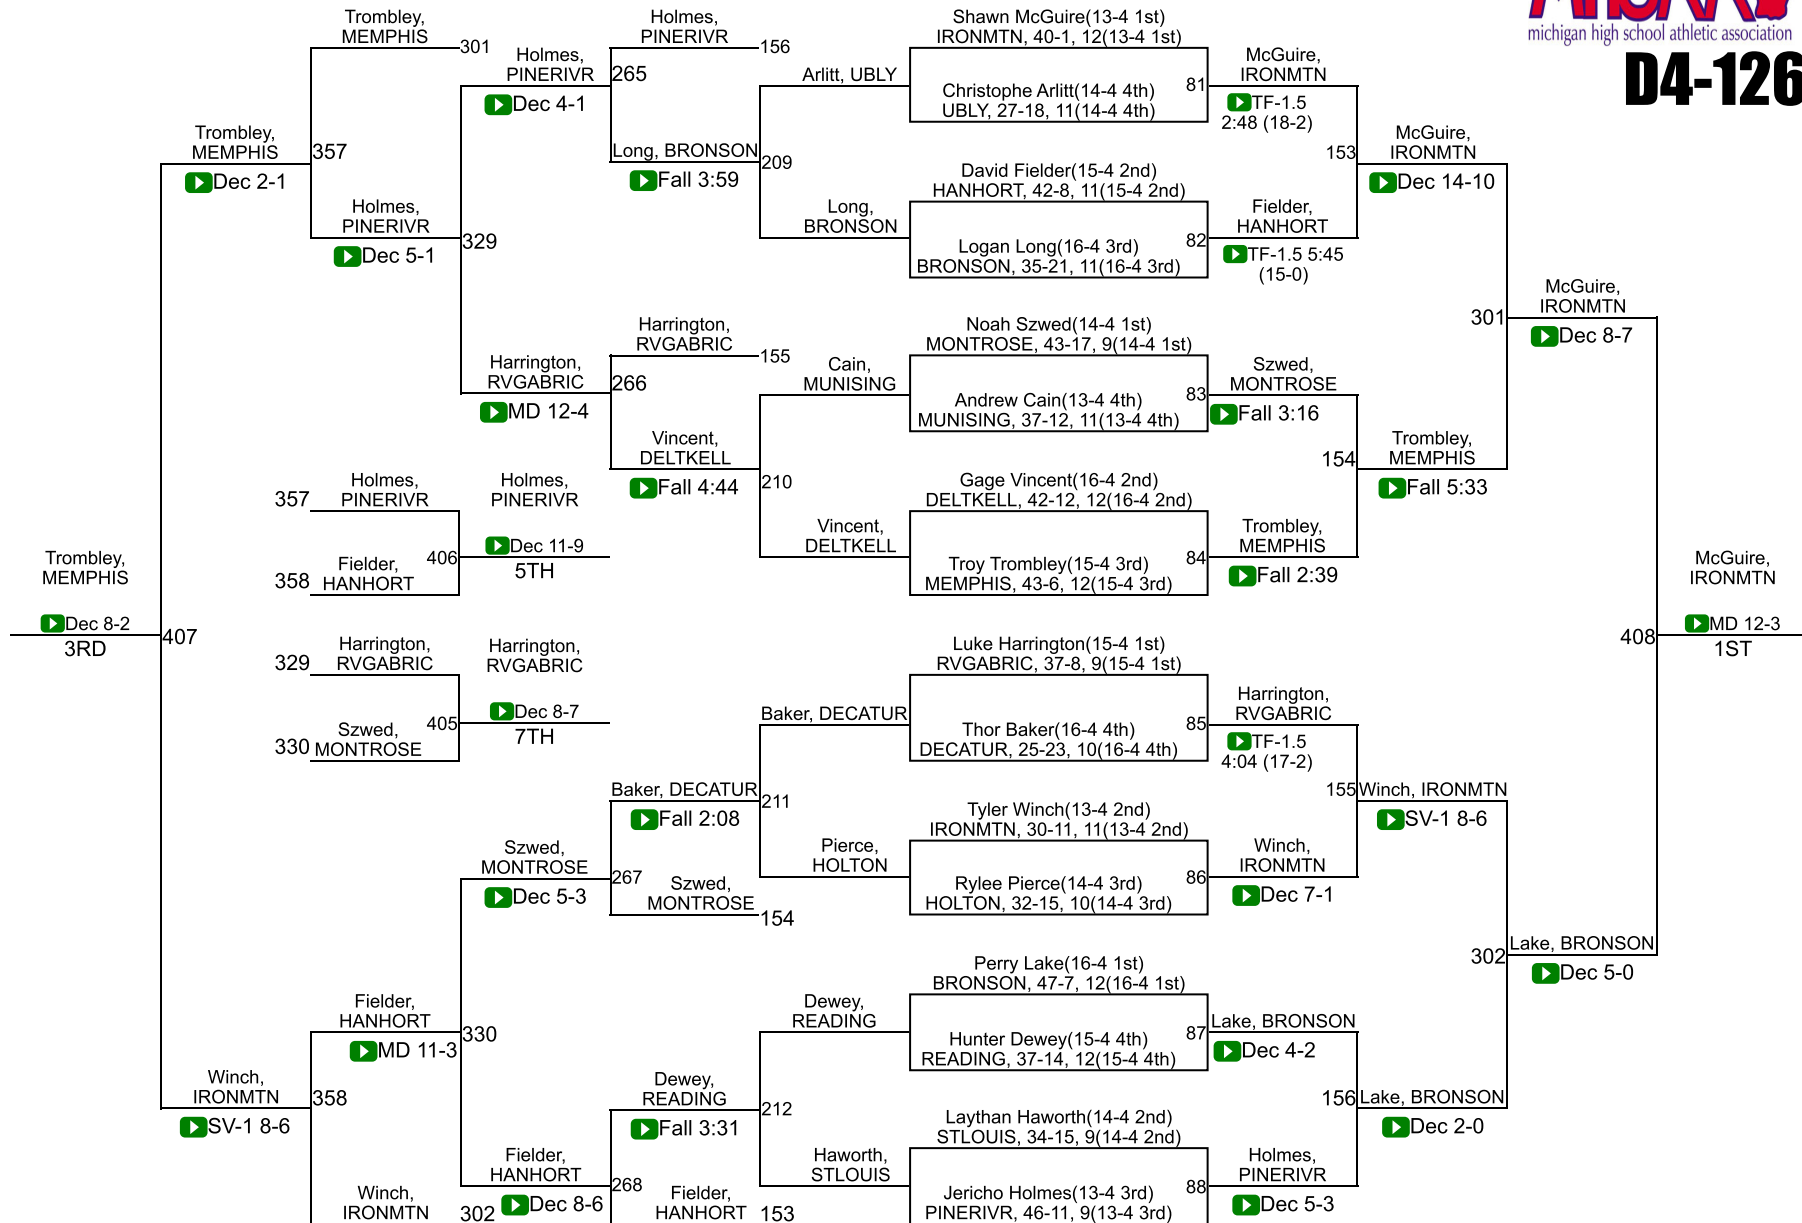 michigan high school athletic association
D4-126
Trombley,
MEMPHIS
301
Holmes,
PINERIVR
Dec 4-1
Holmes,
PINERIVR
156
265
Trombley,
MEMPHIS
Dec 2-1
357
Long, BRONSON
Fall 3:59
209
Holmes,
PINERIVR
Dec 5-1
329
Harrington,
RVGABRIC
155
Harrington,
RVGABRIC
MD 12-4
266
Vincent,
DELTKELL
Fall 4:44
210
Arlitt, UBLY
Long,
BRONSON
Cain,
MUNISING
Vincent,
DELTKELL
Shawn McGuire(13-4 1st)
IRONMTN, 40-1, 12(13-4 1st)
Christophe Arlitt(14-4 4th)
UBLY, 27-18, 11(14-4 4th)
81
McGuire,
IRONMTN
TF-1.5
2:48 (18-2)
David Fielder(15-4 2nd)
HANHORT, 42-8, 11(15-4 2nd)
Logan Long(16-4 3rd)
BRONSON, 35-21, 11(16-4 3rd)
82
Fielder,
HANHORT
TF-1.5 5:45
(15-0)
153
McGuire,
IRONMTN
Dec 14-10
Noah Szwed(14-4 1st)
MONTROSE, 43-17, 9(14-4 1st)
Andrew Cain(13-4 4th)
MUNISING, 37-12, 11(13-4 4th)
83
Szwed,
MONTROSE
Fall 3:16
Gage Vincent(16-4 2nd)
DELTKELL, 42-12, 12(16-4 2nd)
Troy Trombley(15-4 3rd)
MEMPHIS, 43-6, 12(15-4 3rd)
84
Trombley,
MEMPHIS
Fall 2:39
154
Trombley,
MEMPHIS
Fall 5:33
301
McGuire,
IRONMTN
Dec 8-7
357
Holmes,
PINERIVR
358
Fielder,
HANHORT
406
Holmes,
PINERIVR
Dec 11-9
5TH
Trombley,
MEMPHIS
Dec 8-2
3RD
407
329
Harrington,
RVGABRIC
330
Szwed,
MONTROSE
405
Harrington,
RVGABRIC
Dec 8-7
7TH
408
McGuire,
IRONMTN
MD 12-3
1ST
Luke Harrington(15-4 1st)
RVGABRIC, 37-8, 9(15-4 1st)
Thor Baker(16-4 4th)
DECATUR, 25-23, 10(16-4 4th)
85
Harrington,
RVGABRIC
TF-1.5
4:04 (17-2)
Tyler Winch(13-4 2nd)
IRONMTN, 30-11, 11(13-4 2nd)
Rylee Pierce(14-4 3rd)
HOLTON, 32-15, 10(14-4 3rd)
86
Winch,
IRONMTN
Dec 7-1
155
Winch, IRONMTN
SV-1 8-6
Perry Lake(16-4 1st)
BRONSON, 47-7, 12(16-4 1st)
Hunter Dewey(15-4 4th)
READING, 37-14, 12(15-4 4th)
87
Lake, BRONSON
Dec 4-2
Laythan Haworth(14-4 2nd)
STLOUIS, 34-15, 9(14-4 2nd)
Jericho Holmes(13-4 3rd)
PINERIVR, 46-11, 9(13-4 3rd)
88
Holmes,
PINERIVR
Dec 5-3
156
Lake, BRONSON
Dec 2-0
302
Lake, BRONSON
Dec 5-0
Baker, DECATUR
Pierce,
HOLTON
Dewey,
READING
Haworth,
STLOUIS
Baker, DECATUR
Fall 2:08
211
Szwed,
MONTROSE
Dec 5-3
267
Szwed,
MONTROSE
154
Fielder,
HANHORT
MD 11-3
330
Dewey,
READING
Fall 3:31
212
Winch,
IRONMTN
SV-1 8-6
358
Fielder,
HANHORT
Dec 8-6
268
Winch,
IRONMTN
302
Fielder,
HANHORT
153